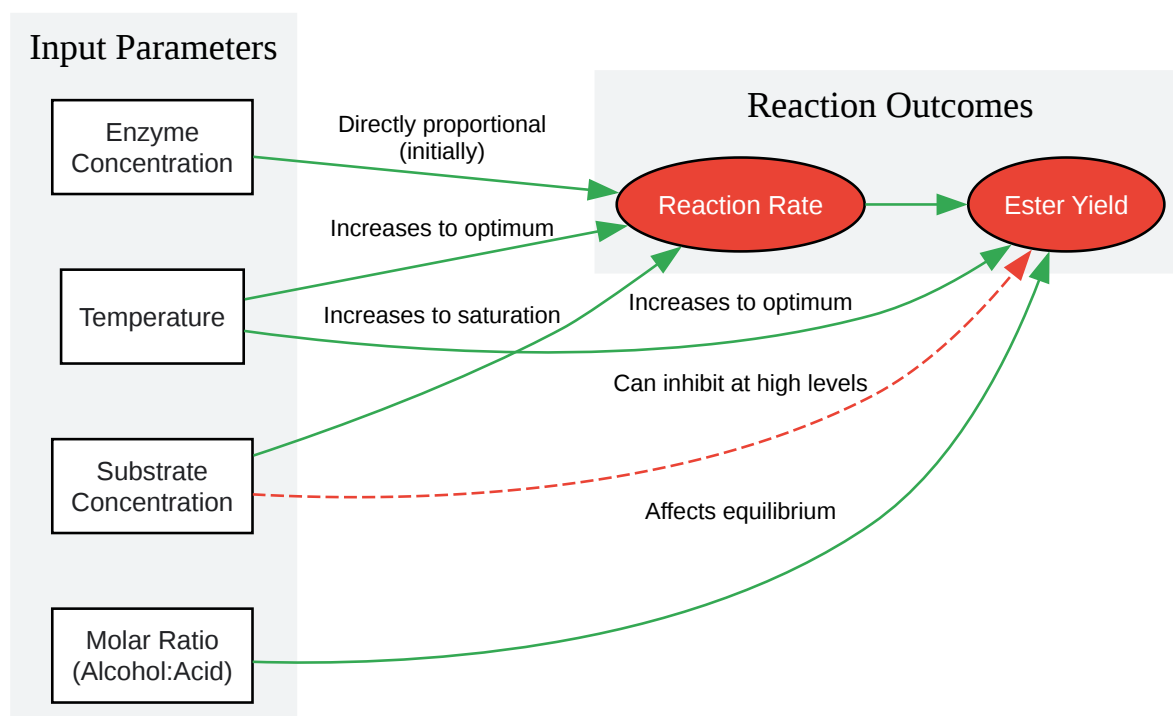 Input Parameters
Enzyme
Concentration
Temperature
Substrate
Concentration
Molar Ratio
(Alcohol:Acid)
Directly proportional
(initially)
Increases to optimum
Increases to saturation
Increases to optimum
Can inhibit at high levels
Affects equilibrium
Reaction Outcomes
Reaction Rate
Ester Yield